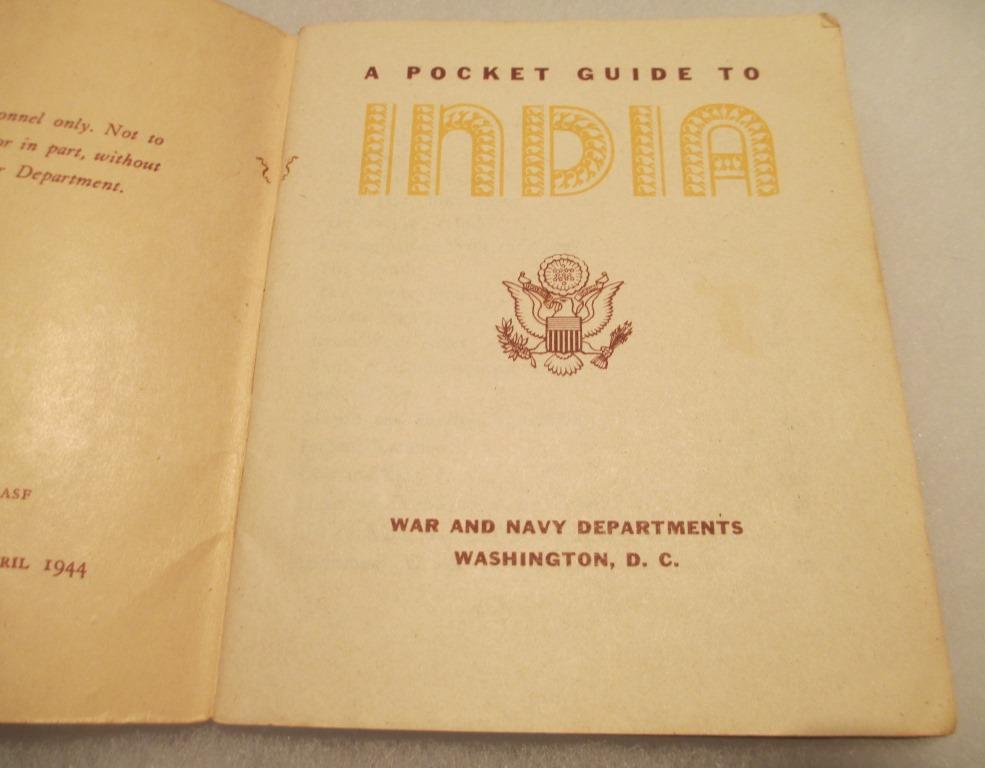 onnel only. Not to
or in part, without
Department.
ASF
RIL 1944
A POCKET GUIDE TO
INDIA
WAR AND NAVY DEPARTMENTS
WASHINGTON, D. C.